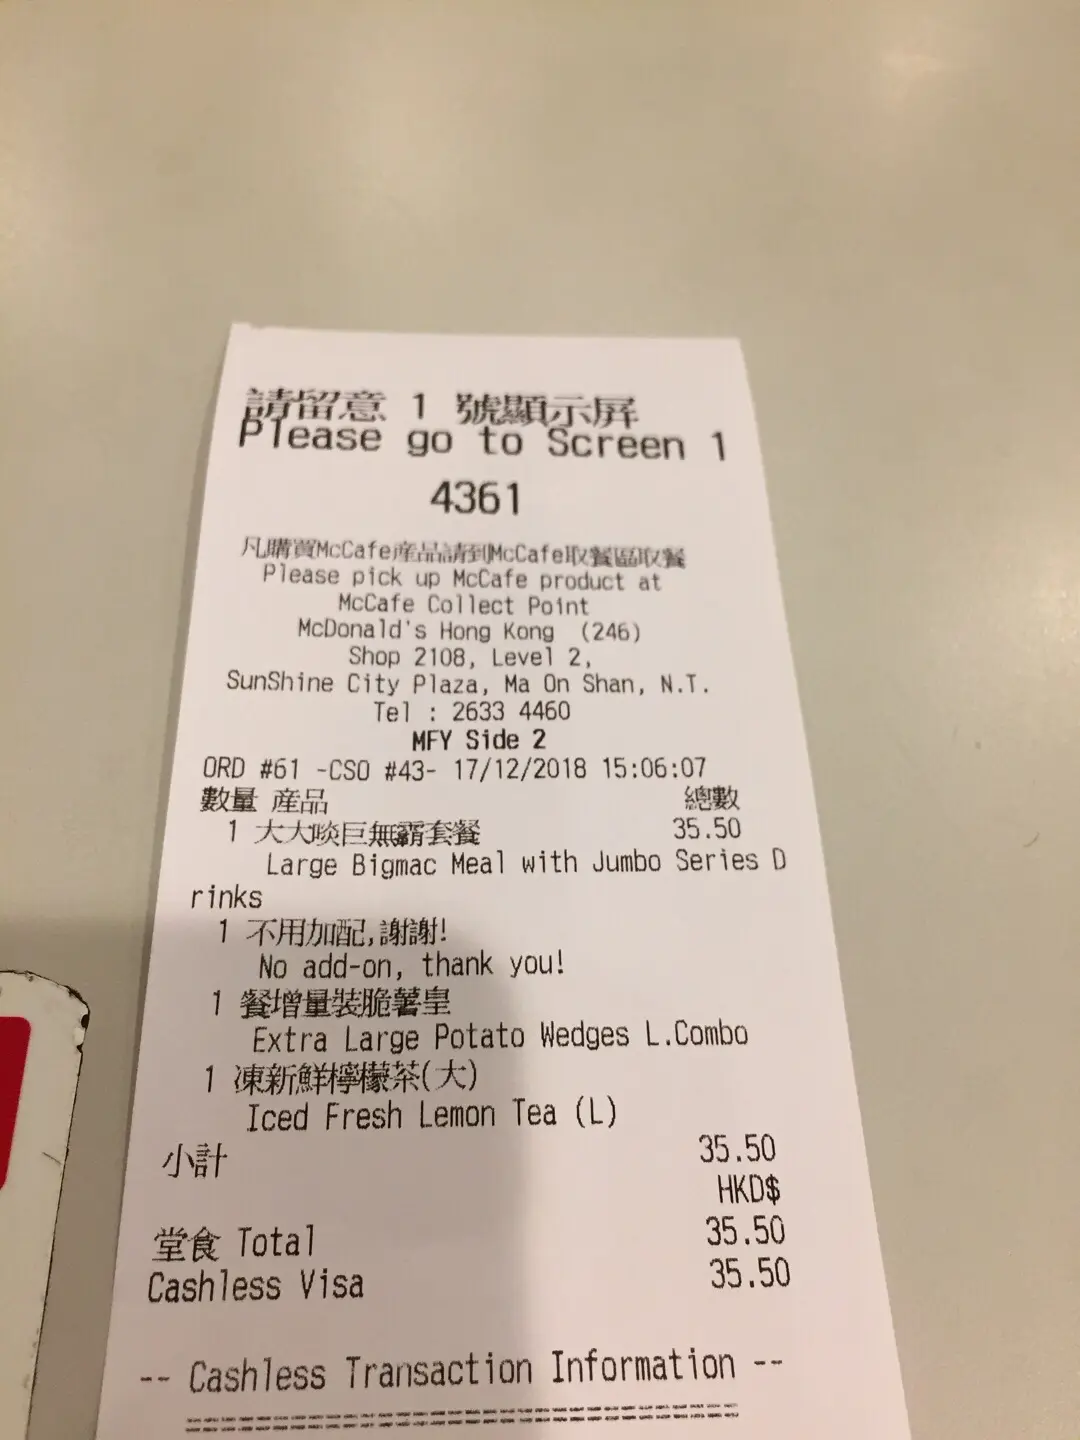 請留意 1 號顯示屏
Please go to Screen 1
4361
凡購買McCafe產品請到McCafe取餐區取餐
Please pick up McCafe product at
McCafe Collect Point
McDonald's Hong Kong (246)
Shop 2108, Level 2,
SunShine City Plaza, Ma On Shan, N.T.
Tel : 2633 4460
MFY Side 2
ORD #61 -CSO #43- 17/12/2018 15:06:07
數量 產品 總數
1 大大啖巨無霸套餐 35.50
Large Bigmac Meal with Jumbo Series D
rinks
1 不用加配,謝謝!
No add-on, thank you!
1 餐增量裝脆薯皇
Extra Large Potato Wedges L.Combo
1 凍新鮮檸檬茶(大)
Iced Fresh Lemon Tea (L)
小計 35.50
HKD$
堂食 Total 35.50
Cashless Visa 35.50
-- Cashless Transaction Information --